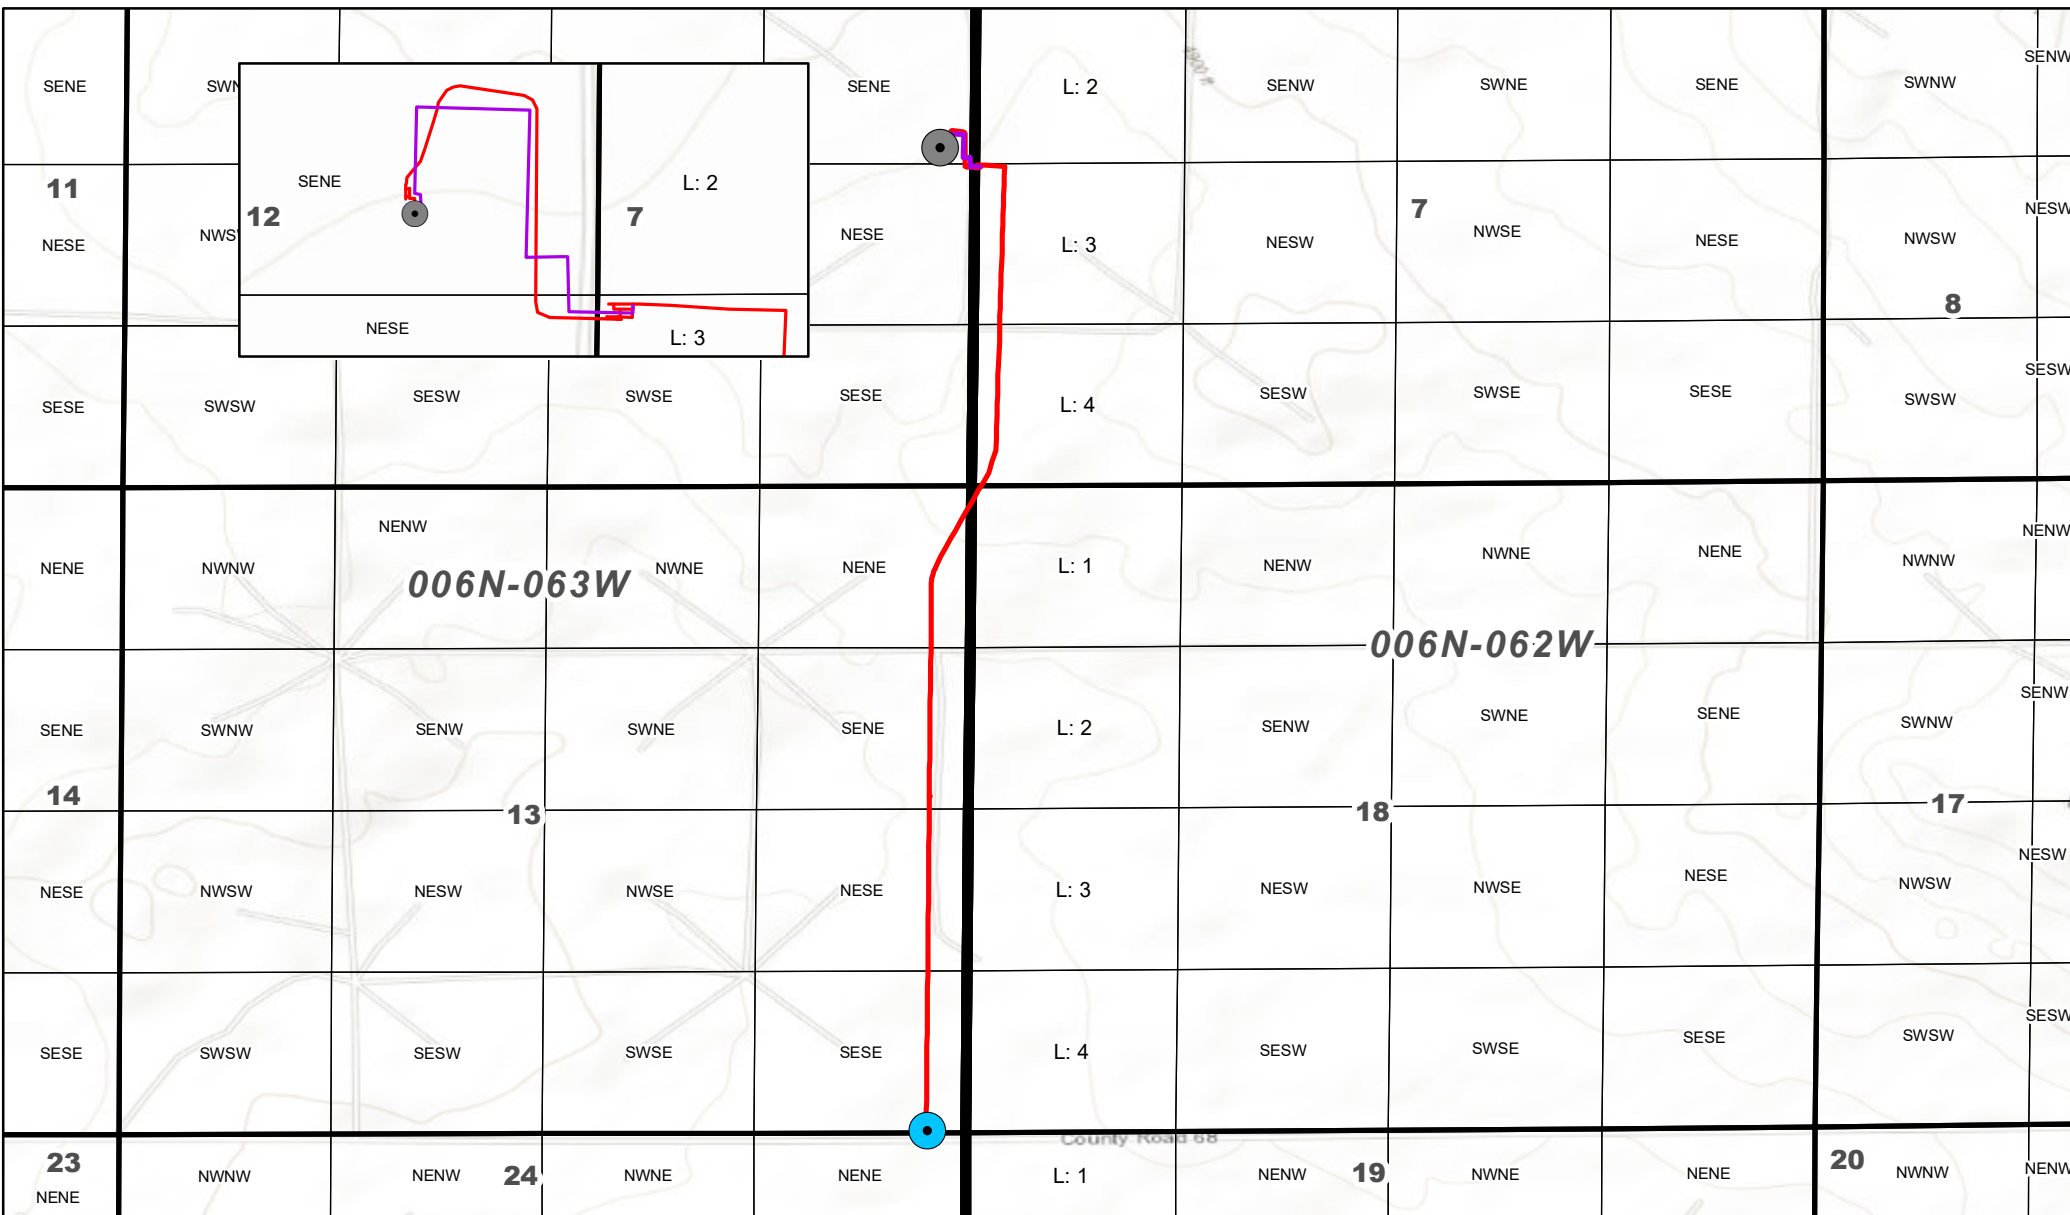 SENE
SWN
SENE
L: 2
SENW
SWNE
SENE
SWNW
SENW
4900 ft
SENE
L: 2
12
7
NESE
L: 3
11
NESE
NWS
NESE
L: 3
NESW
7
NWSE
NESE
NWSW
NESW
8
SESE
SWSW
SESW
SWSE
SESE
L: 4
SESW
SWSE
SESE
SWSW
SESW
NENE
NWNW
NENW
006N-063W
NWNE
NENE
L: 1
NENW
NWNE
NENE
NWNW
NENW
006N-062W
SENE
SWNW
SENW
SWNE
SENE
L: 2
SENW
SWNE
SENE
SWNW
SENW
14
13
18
17
NESE
NWSW
NESW
NWSE
NESE
L: 3
NESW
NWSE
NESE
NWSW
NESW
SESE
SWSW
SESW
SWSE
SESE
L: 4
SESW
SWSE
SESE
SWSW
SESW
County Road 68
23
NENE
NWNW
NENW
24
NWNE
NENE
L: 1
NENW
19
NWNE
NENE
20
NWNW
NENW